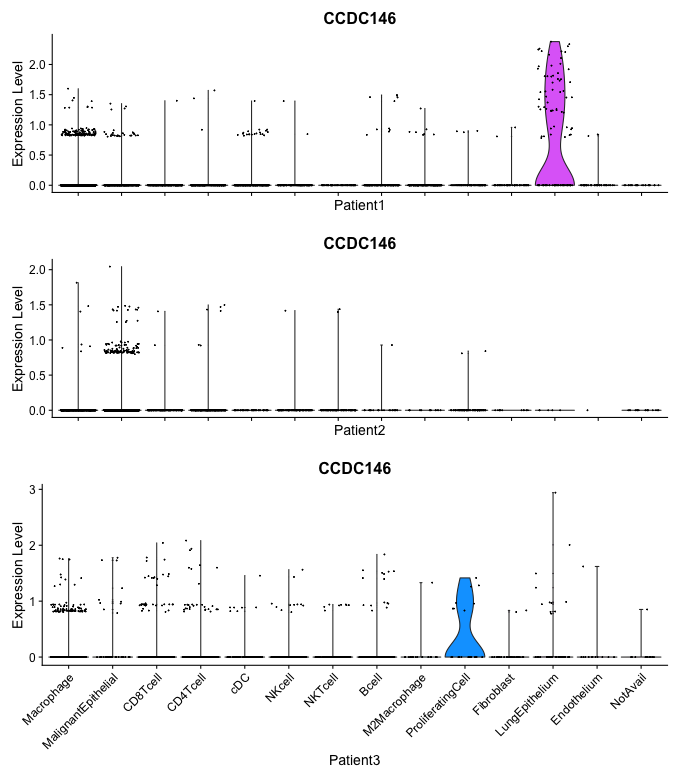 CCDC146
Expression Level
2.0
1.5
1.0
0.5
0.0
Patient1
CCDC146
Expression Level
2.0
1.5
1.0
0.5
0.0
Patient2
CCDC146
Expression Level
3
2
1
0
Macrophage
MalignantEpithelial
CD8Tcell
CD4Tcell
cDC
NKcell
NKTcell
Bcell
M2Macrophage
ProliferatingCell
Fibroblast
LungEpithelium
Endothelium
NotAvail
Patient3